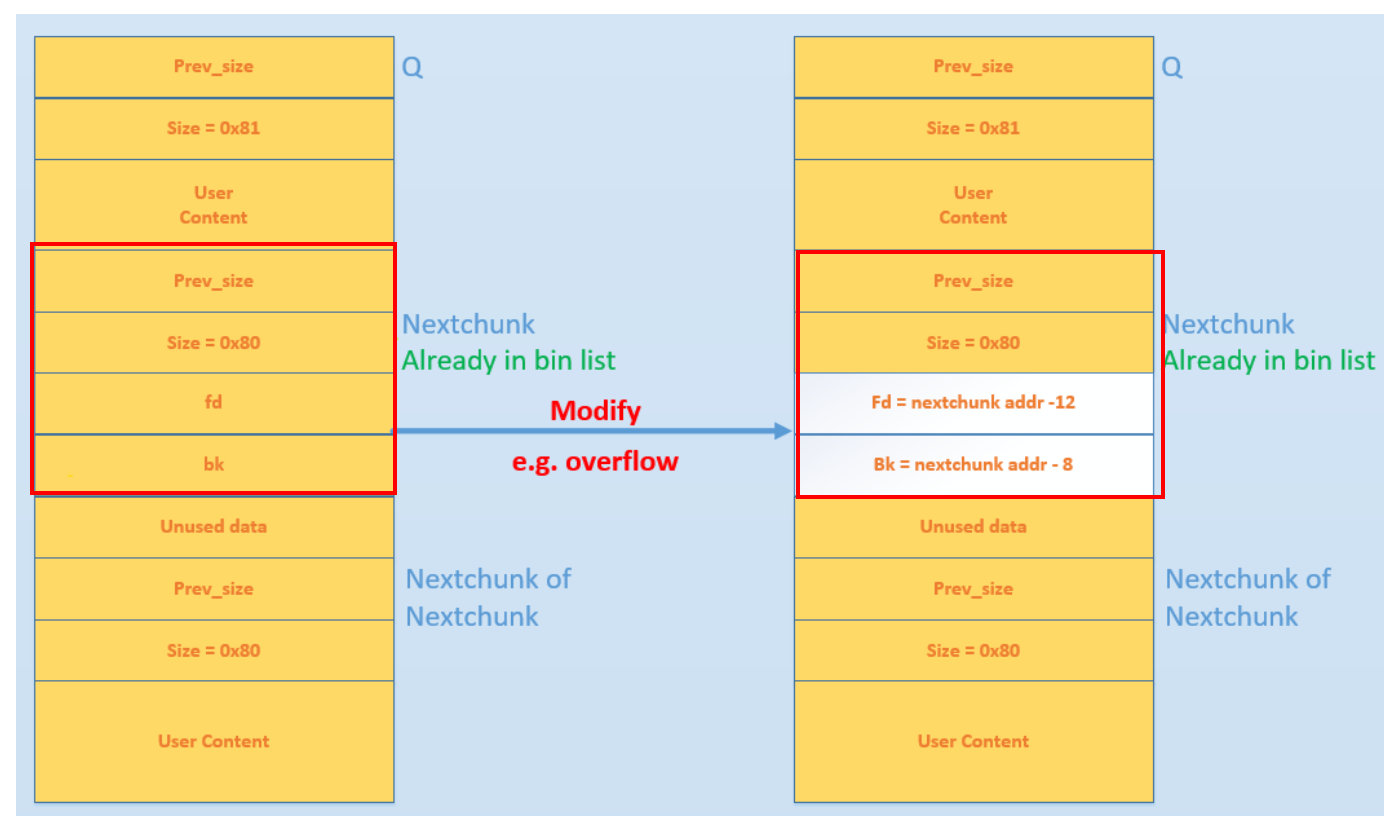 Prev_size
Q
Size = 0x81
User
Content
Prev_size
Size = 0x80
Nextchunk
Already in bin list
fd
bk
Unused data
Prev_size
Nextchunk of
Nextchunk
Size = 0x80
User Content
Modify
e.g. overflow
Prev_size
Q
Size = 0x81
User
Content
Prev_size
Size = 0x80
Nextchunk
Already in bin list
Fd = nextchunk addr -12
Bk = nextchunk addr - 8
Unused data
Prev_size
Nextchunk of
Nextchunk
Size = 0x80
User Content